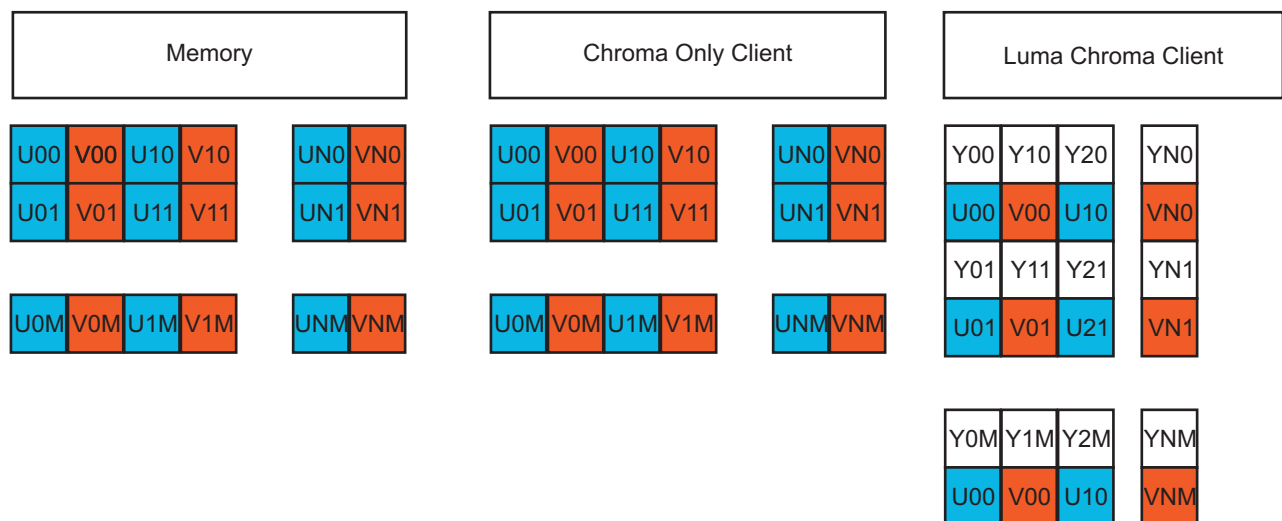 Memory
Chroma Only Client
Luma Chroma Client
U00 V00 U10 V10 UN0 VN0
U01 V01 U11 V11 UN1 VN1
U0M V0M U1M V1M UNM VNM
U00 V00 U10 V10 UN0 VN0
U01 V01 U11 V11 UN1 VN1
U0M V0M U1M V1M UNM VNM
Y00 Y10 Y20 YN0
U00 V00 U10 VN0
Y01 Y11 Y21 YN1
U01 V01 U21 VN1
Y0M Y1M Y2M YNM
U00 V00 U10 VNM